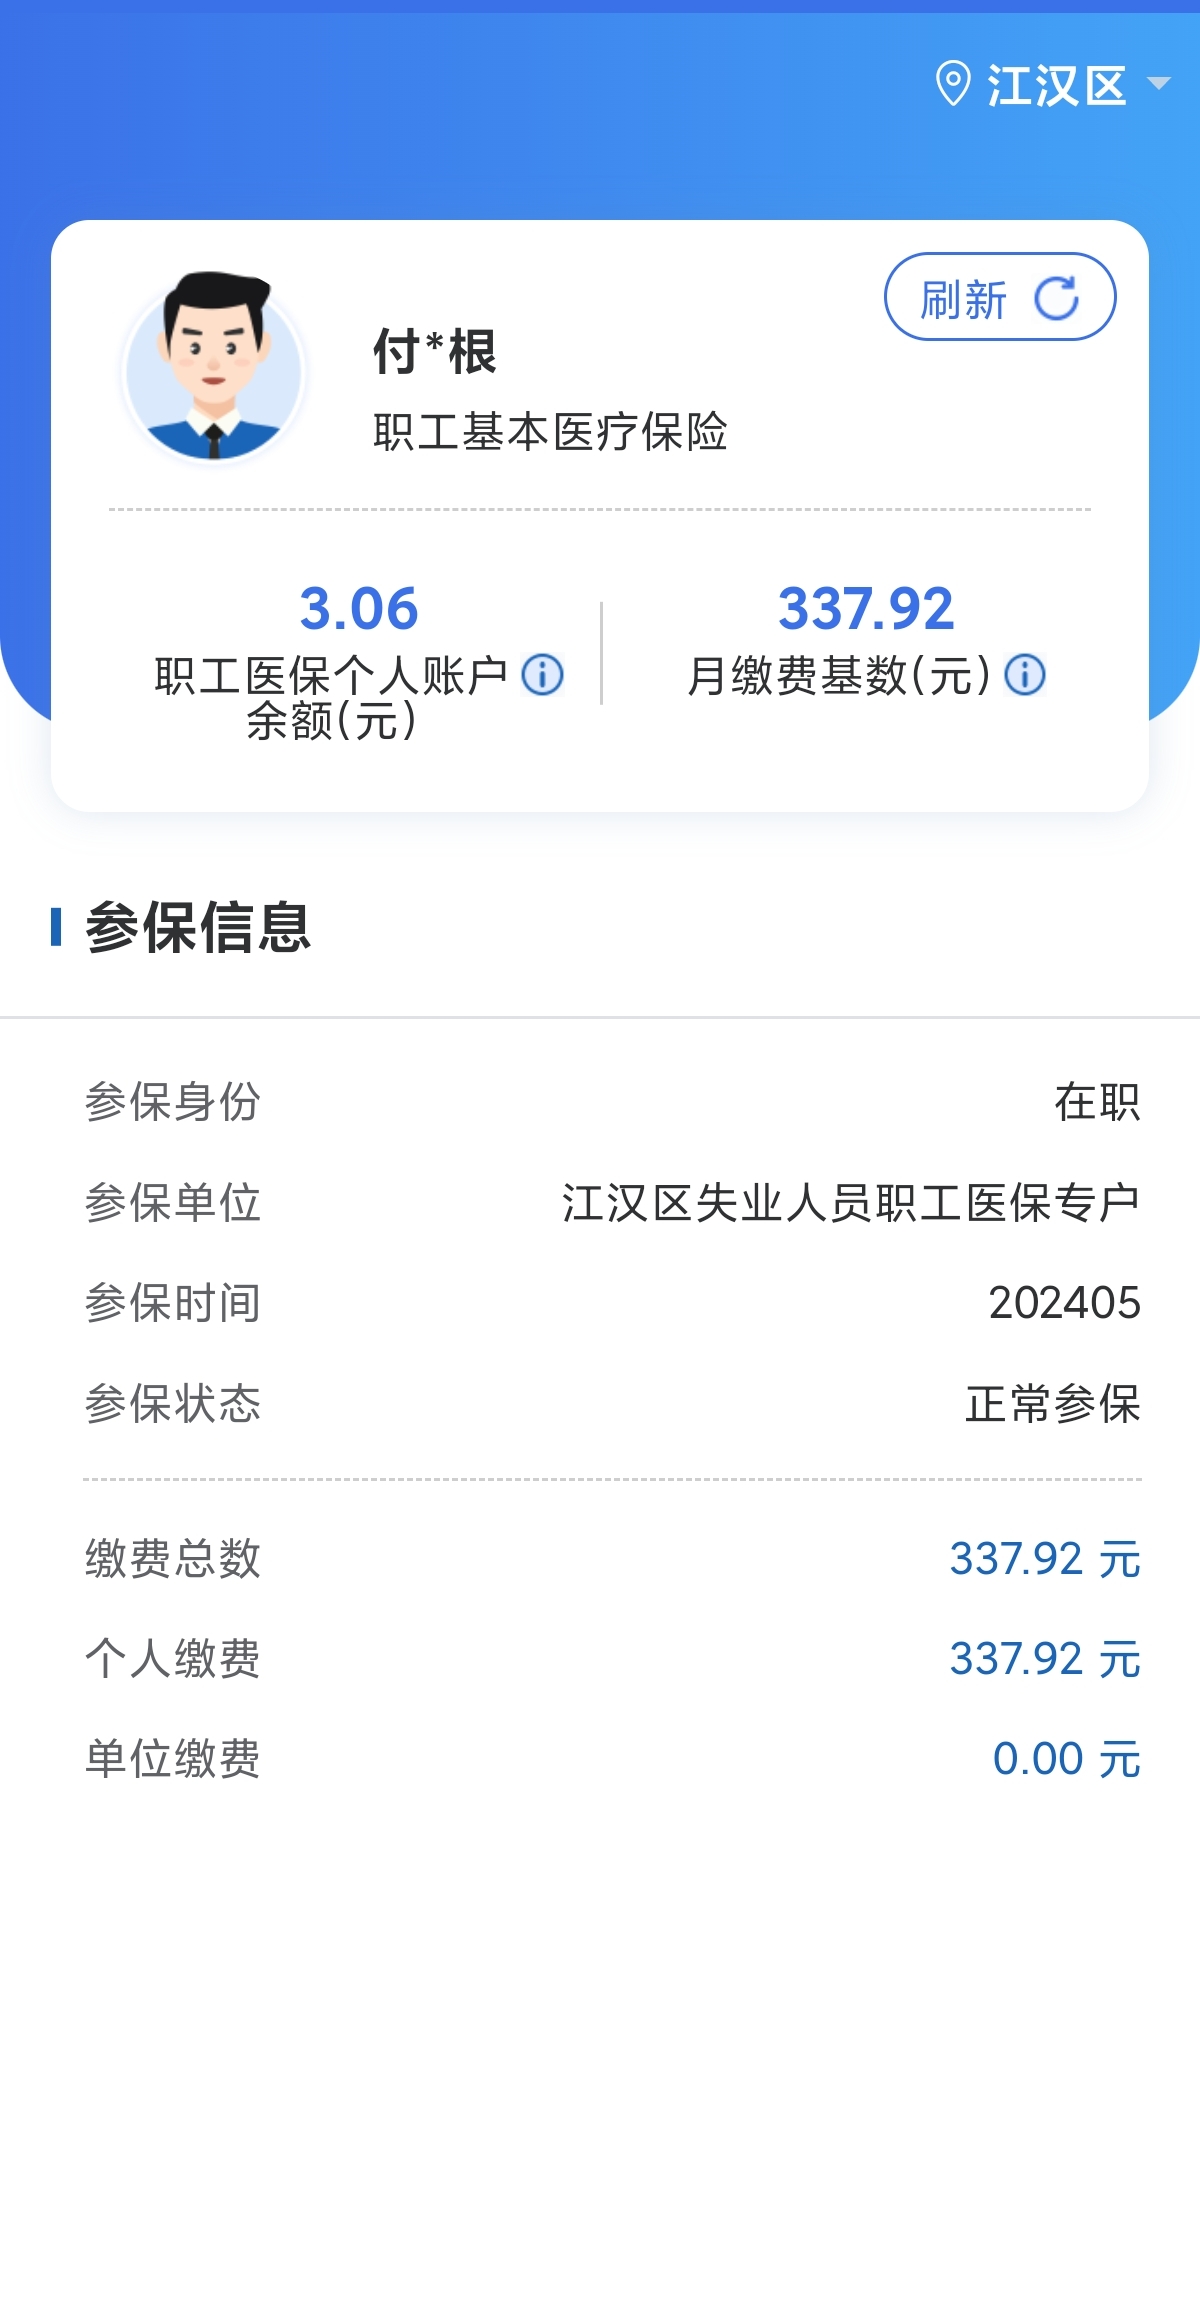 江汉区
刷新
付*根
职工基本医疗保险
3.06
职工医保个人账户
余额(元)
337.92
月缴费基数(元)
参保信息
参保身份 在职
参保单位 江汉区失业人员职工医保专户
参保时间 202405
参保状态 正常参保
缴费总数 337.92 元
个人缴费 337.92 元
单位缴费 0.00 元